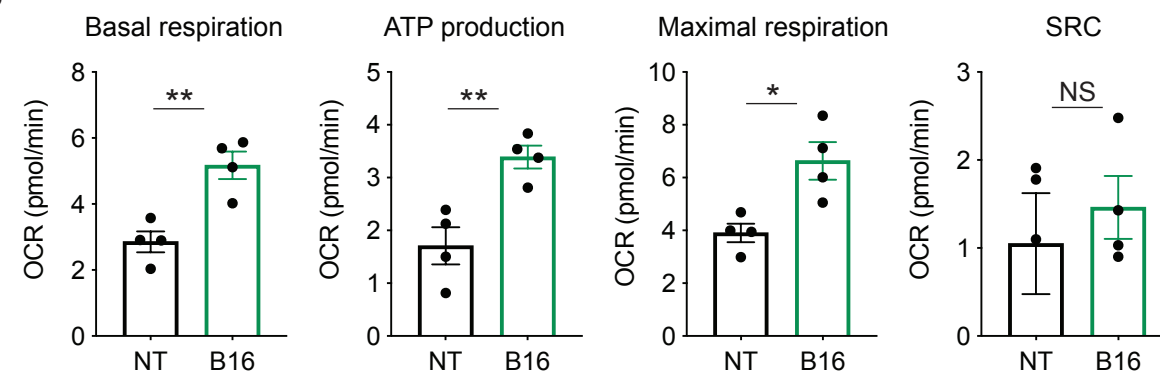 Basal respiration
OCR (pmol/min)
8
6
4
2
0
**
NT B16
ATP production
OCR (pmol/min)
5
4
3
2
1
0
**
NT B16
Maximal respiration
OCR (pmol/min)
10
8
6
4
2
0
*
NT B16
SRC
OCR (pmol/min)
3
2
1
0
NS
NT B16